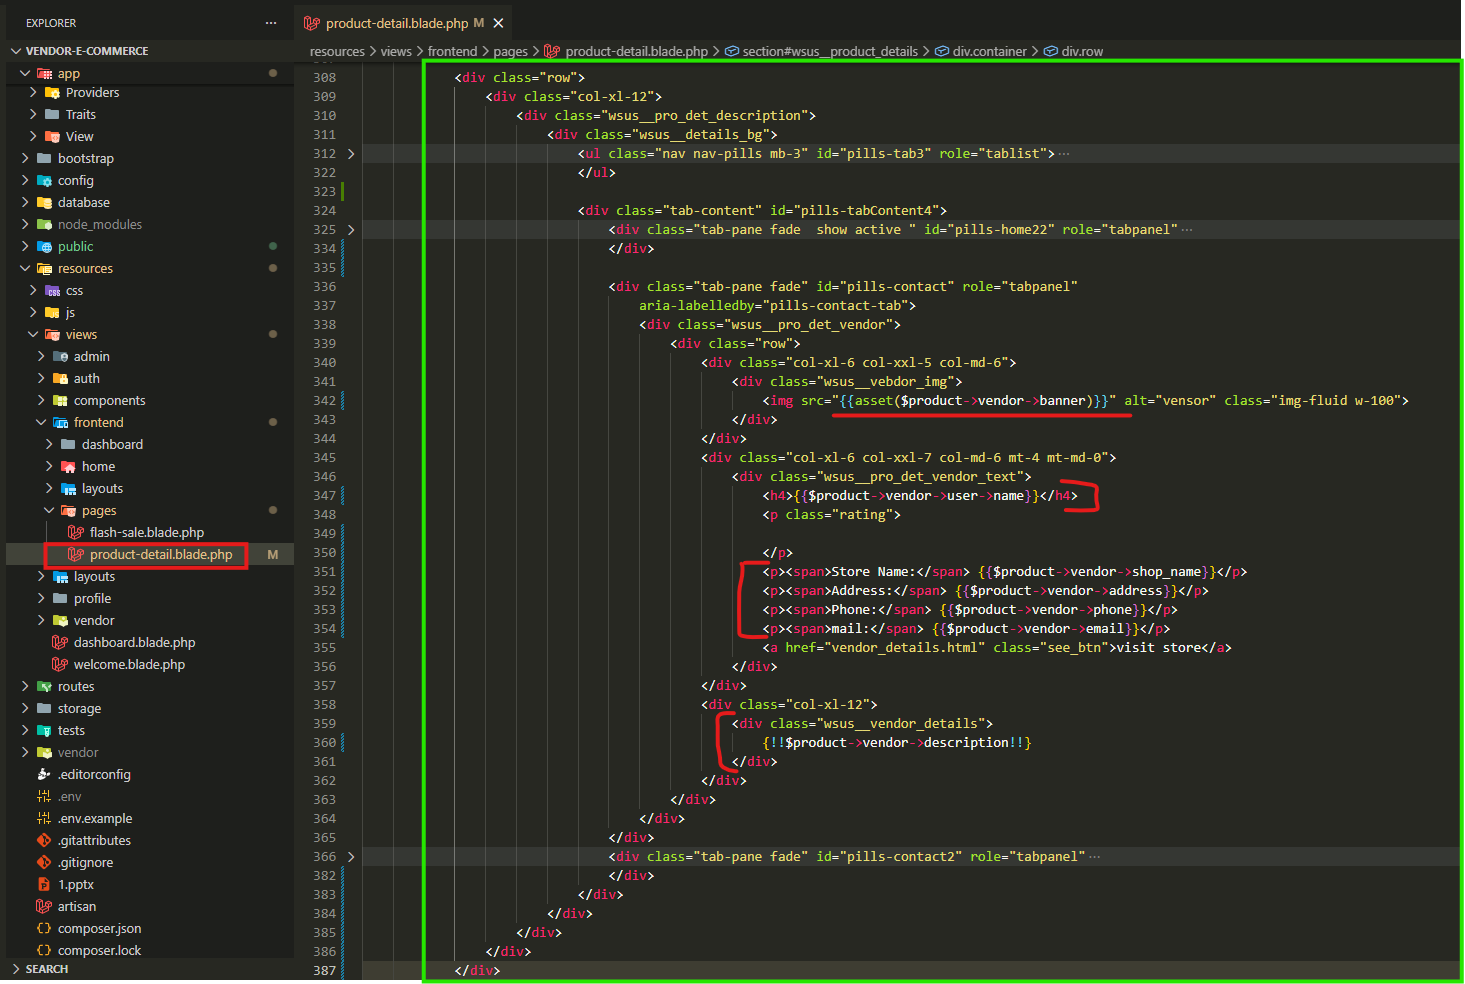 EXPLORER ...
VENDOR-E-COMMERCE
app
Providers
Traits
View
bootstrap
config
database
node_modules
public
resources
css
js
views
admin
auth
components
frontend
dashboard
home
layouts
pages
flash-sale.blade.php
product-detail.blade.php M
layouts
profile
vendor
dashboard.blade.php
welcome.blade.php
routes
storage
tests
vendor
.editorconfig
.env
.env.example
.gitattributes
.gitignore
1.pptx
artisan
composer.json
composer.lock
SEARCH
product-detail.blade.php M
resources > views > frontend > pages > product-detail.blade.php > section#wsus__product_details > div.container > div.row
308 <div class="row">
309 <div class="col-xl-12">
310 <div class="wsus__pro_det_description">
311 <div class="wsus__details_bg">
312 <ul class="nav nav-pills mb-3" id="pills-tab3" role="tablist">...
322 </ul>
323
324 <div class="tab-content" id="pills-tabContent4">
325 <div class="tab-pane fade  show active " id="pills-home22" role="tabpanel"...
334 </div>
335
336 <div class="tab-pane fade" id="pills-contact" role="tabpanel"
337 aria-labelledby="pills-contact-tab">
338 <div class="wsus__pro_det_vendor">
339 <div class="row">
340 <div class="col-xl-6 col-xxl-5 col-md-6">
341 <div class="wsus__vebdor_img">
342 <img src="{{asset($product->vendor->banner)}}" alt="vensor" class="img-fluid w-100">
343 </div>
344 </div>
345 <div class="col-xl-6 col-xxl-7 col-md-6 mt-4 mt-md-0">
346 <div class="wsus__pro_det_vendor_text">
347 <h4>{{$product->vendor->user->name}}</h4>
348 <p class="rating">
349
350 </p>
351 <p><span>Store Name:</span> {{$product->vendor->shop_name}}</p>
352 <p><span>Address:</span> {{$product->vendor->address}}</p>
353 <p><span>Phone:</span> {{$product->vendor->phone}}</p>
354 <p><span>mail:</span> {{$product->vendor->email}}</p>
355 <a href="vendor_details.html" class="see_btn">visit store</a>
356 </div>
357 </div>
358 <div class="col-xl-12">
359 <div class="wsus__vendor_details">
360 {!!$product->vendor->description!!}
361 </div>
362 </div>
363 </div>
364 </div>
365 </div>
366 <div class="tab-pane fade" id="pills-contact2" role="tabpanel"...
382 </div>
383 </div>
384 </div>
385 </div>
386 </div>
387 </div>